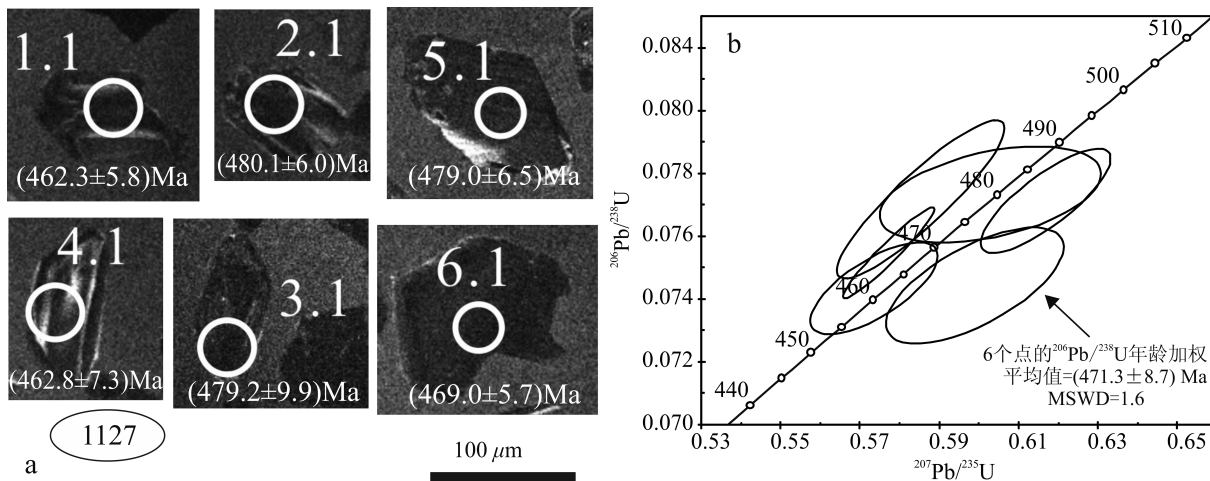 1.1
(462.3±5.8)Ma
2.1
(480.1±6.0)Ma
5.1
(479.0±6.5)Ma
4.1
(462.8±7.3)Ma
3.1
(479.2±9.9)Ma
6.1
(469.0±5.7)Ma
1127
a
100 μm
b
0.084
0.080
0.078
0.076
0.074
0.072
0.070
²⁰⁶Pb/²³⁸U
510
500
490
480
470
460
450
440
6个点的²⁰⁶Pb/²³⁸U年龄加权
平均值=(471.3±8.7) Ma
MSWD=1.6
0.53
0.55
0.57
0.59
0.61
0.63
0.65
²⁰⁷Pb/²³⁵U